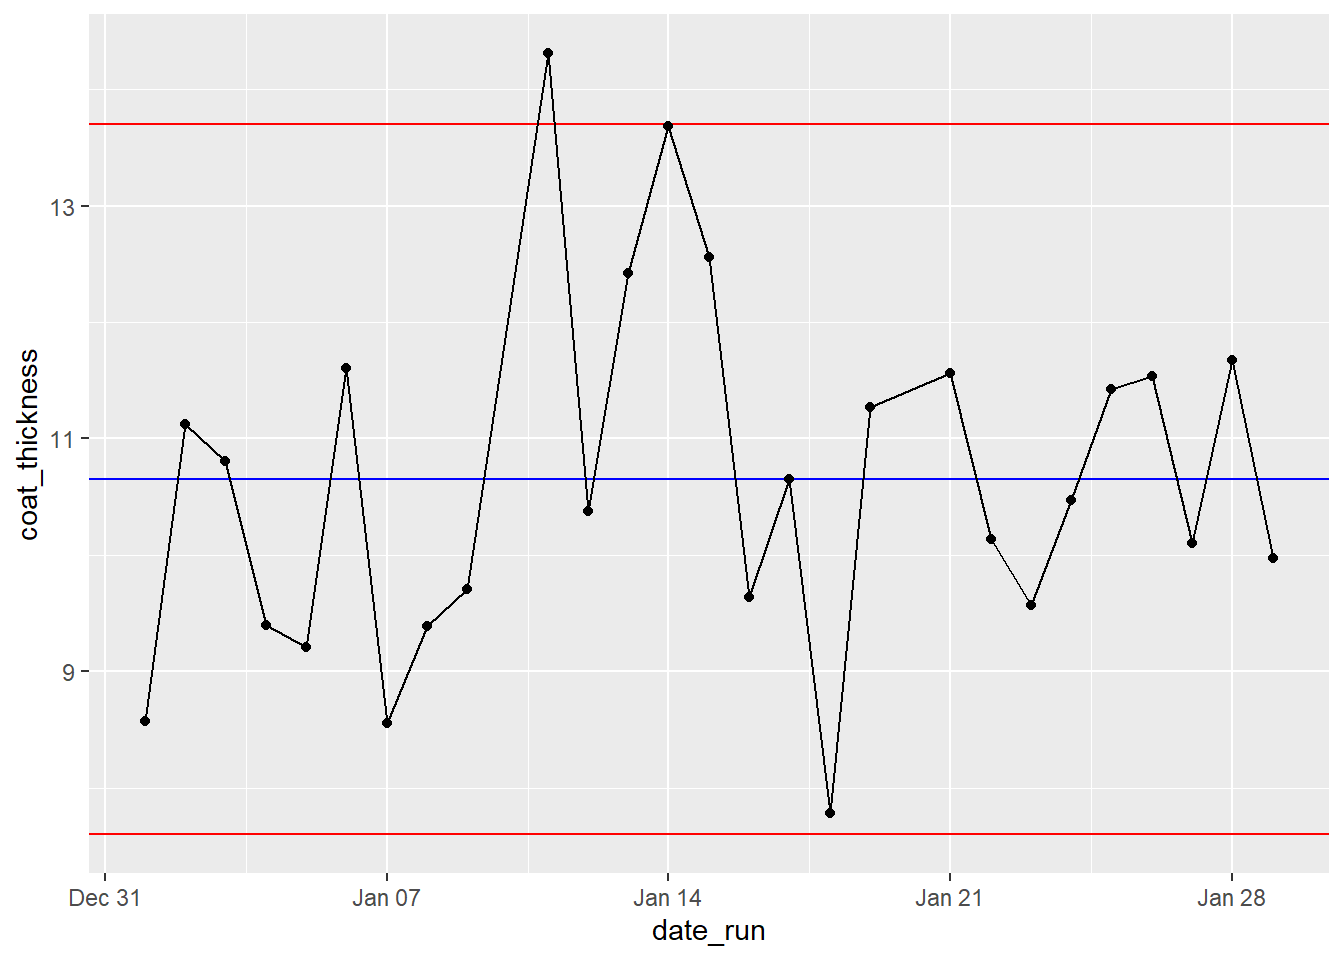 coat_thickness
13
11
9
Dec 31
Jan 07
Jan 14
Jan 21
Jan 28
date_run